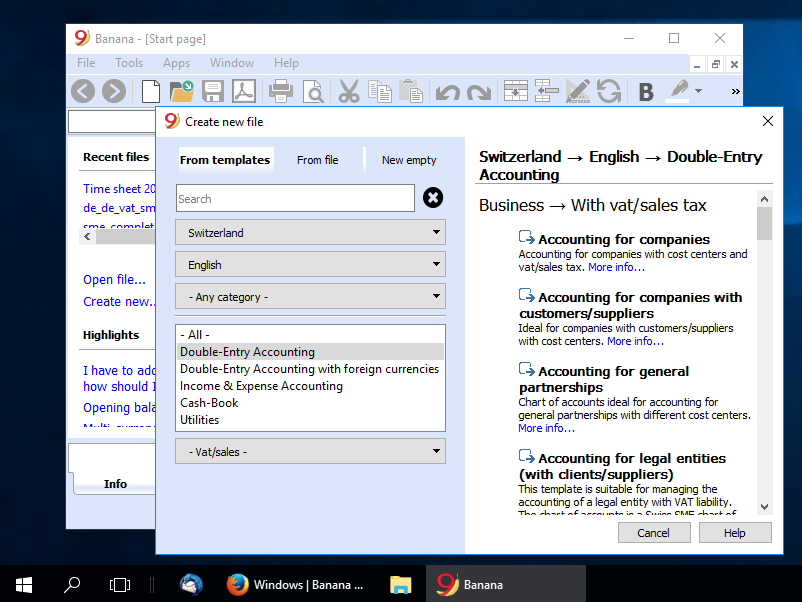 Banana - [Start page]
File Tools Apps Window Help
B
»
Create new file
Recent files
Time sheet 20
de_de_vat_sm
Open file...
Create new..
Highlights
I have to add
how should I
Opening bala
Info
From templates From file New empty
Search
Switzerland
English
- Any category -
- All -
Double-Entry Accounting
Double-Entry Accounting with foreign currencies
Income & Expense Accounting
Cash-Book
Utilities
- Vat/sales -
Switzerland → English → Double-Entry
Accounting
Business → With vat/sales tax
Accounting for companies
Accounting for companies with cost centers and
vat/sales tax. More info...
Accounting for companies with
customers/suppliers
Ideal for companies with customers/suppliers
with cost centers. More info...
Accounting for general
partnerships
Chart of accounts ideal for accounting for
general partnerships with different cost centers.
More info...
Accounting for legal entities
(with clients/suppliers)
This template is suitable for managing the
accounting of a legal entity with VAT liability.
The chart of accounts is a Swiss SME chart of
Cancel Help
Windows | Banana ... Banana